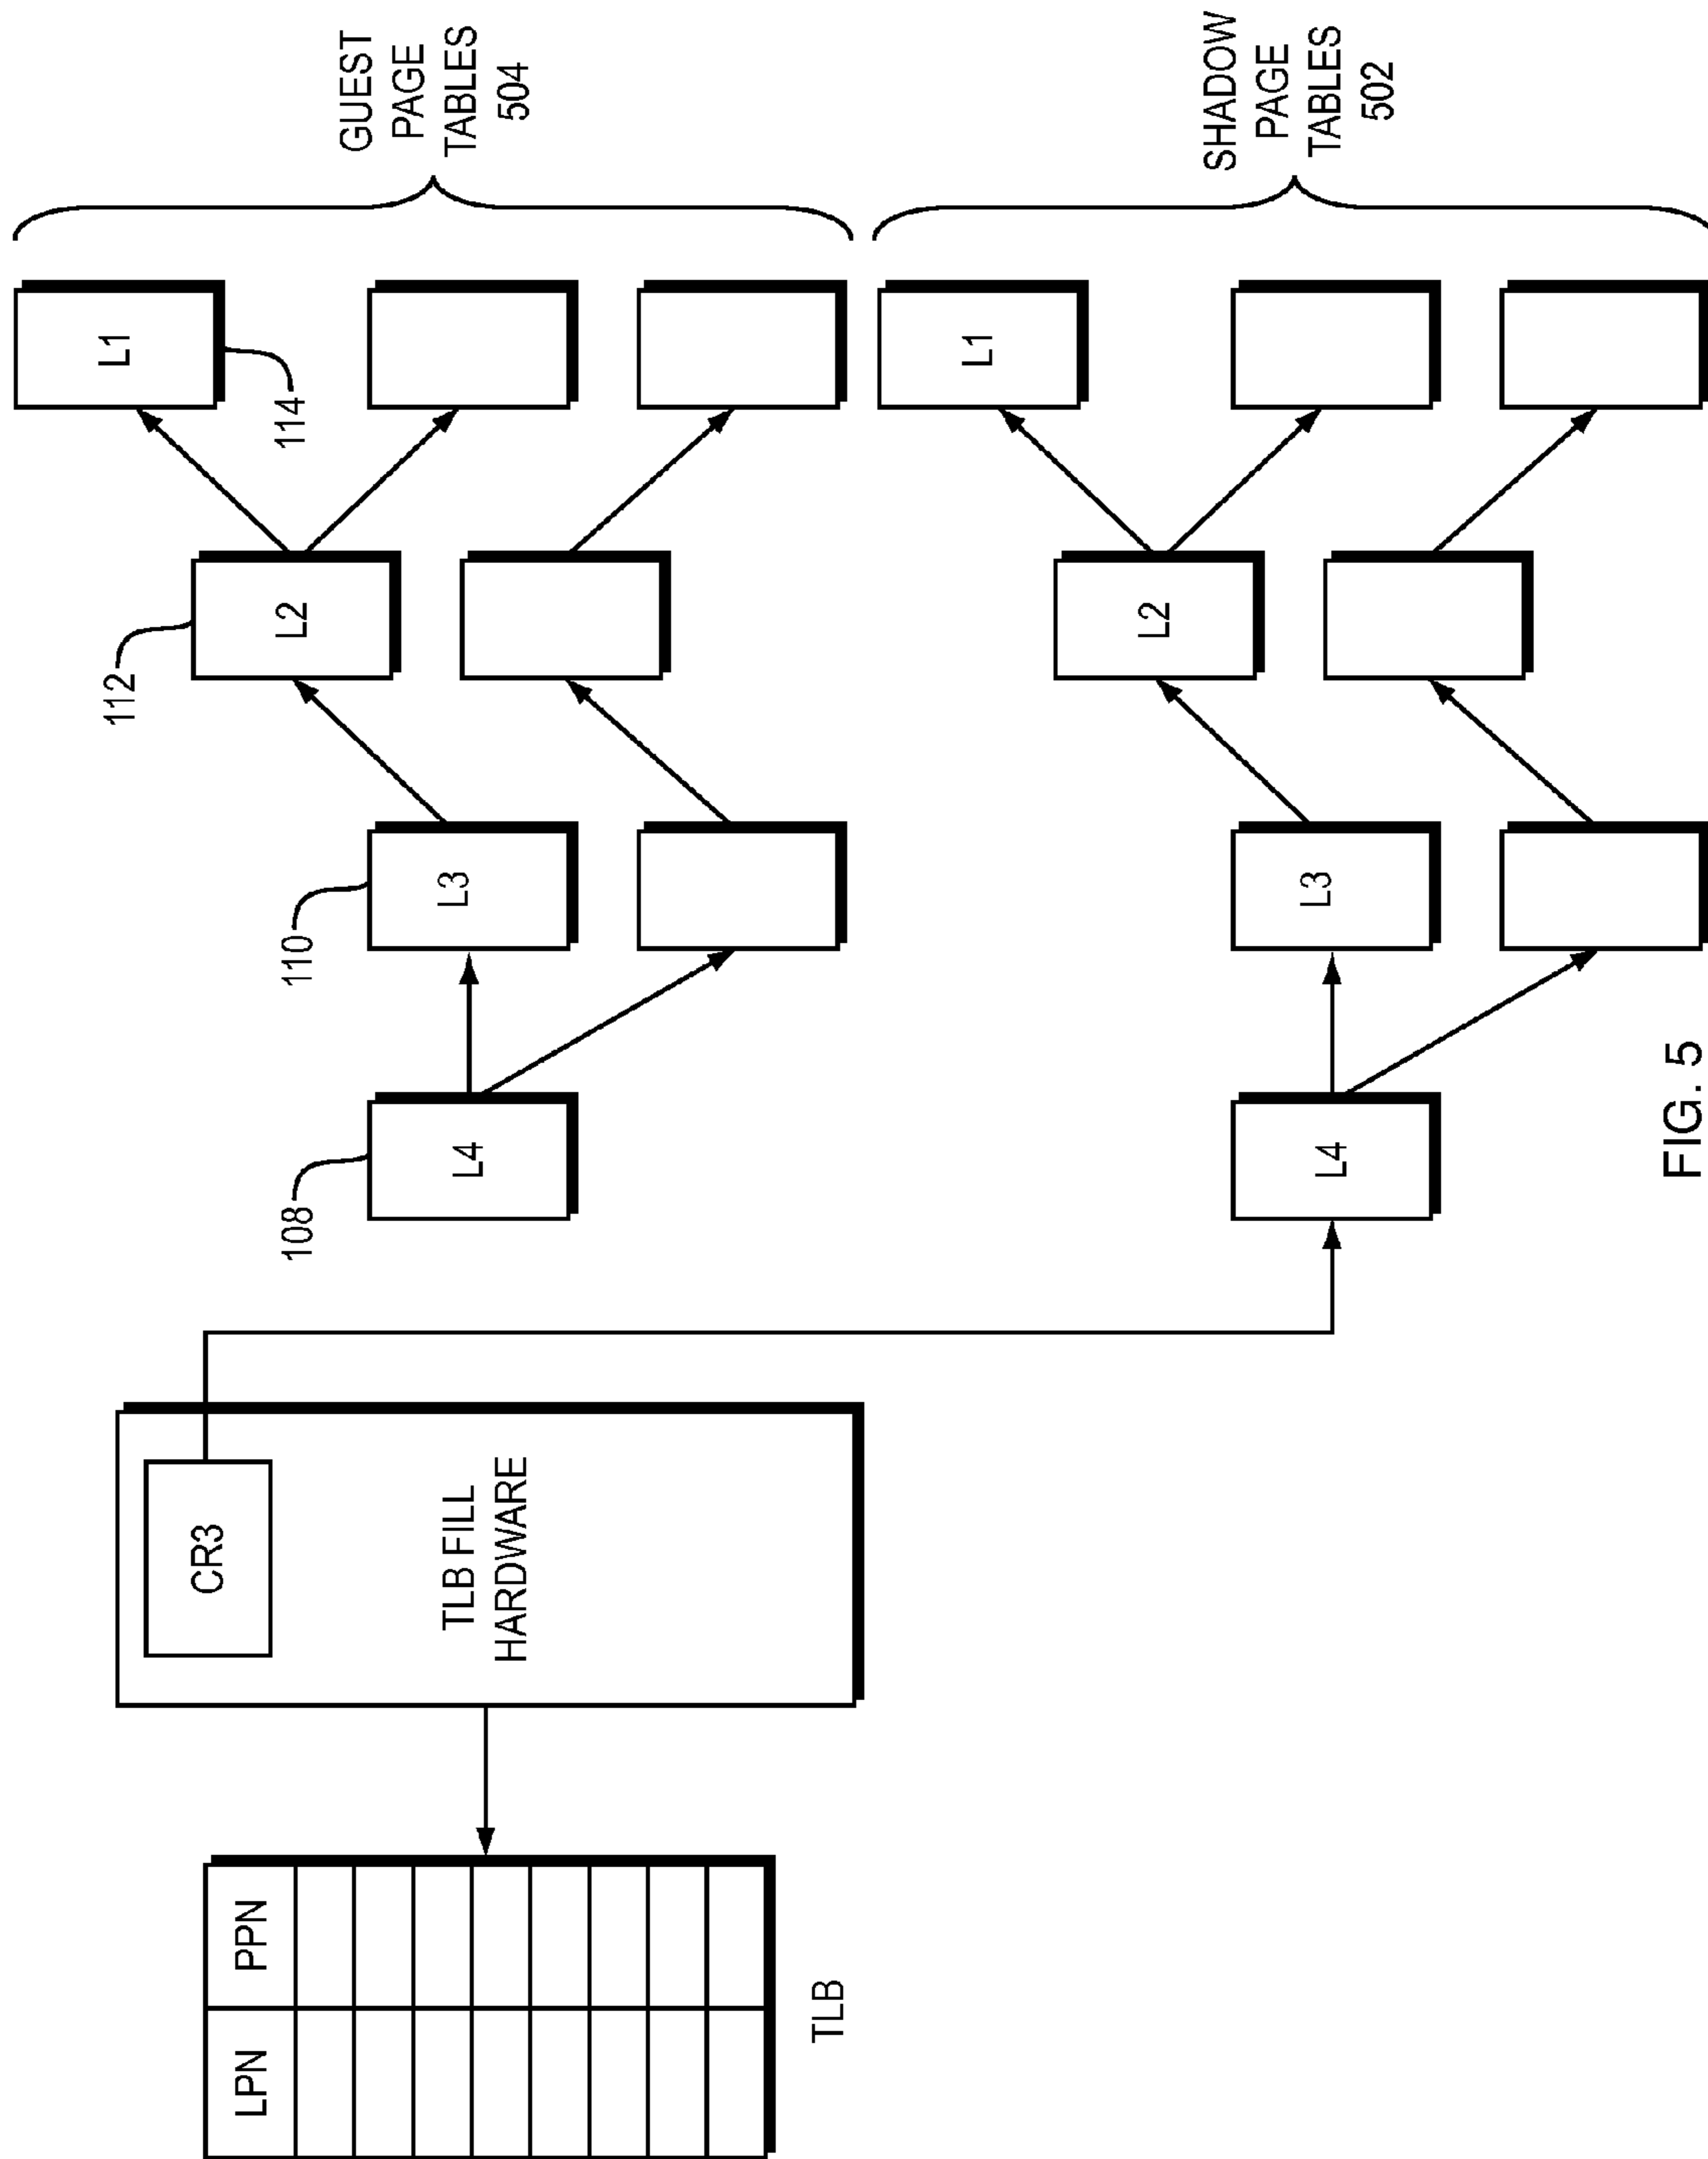 LPN PPN
TLB
CR3
TLB FILL
HARDWARE
108
L4
110
L3
112
L2
114
L1
GUEST
PAGE
TABLES
504
L4
L3
L2
L1
SHADOW
PAGE
TABLES
502
FIG. 5